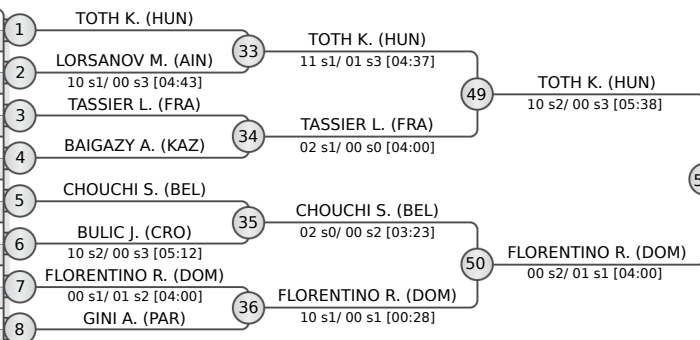 1
TOTH K. (HUN)
2
LORSANOV M. (AIN)
10 s1/ 00 s3 [04:43]
3
TASSIER L. (FRA)
4
BAIGAZY A. (KAZ)
5
CHOUCHI S. (BEL)
6
BULIC J. (CRO)
10 s2/ 00 s3 [05:12]
7
FLORENTINO R. (DOM)
00 s1/ 01 s2 [04:00]
8
GINI A. (PAR)
33
TOTH K. (HUN)
11 s1/ 01 s3 [04:37]
34
TASSIER L. (FRA)
02 s1/ 00 s0 [04:00]
35
CHOUCHI S. (BEL)
02 s0/ 00 s2 [03:23]
36
FLORENTINO R. (DOM)
10 s1/ 00 s1 [00:28]
49
TOTH K. (HUN)
10 s2/ 00 s3 [05:38]
50
FLORENTINO R. (DOM)
00 s2/ 01 s1 [04:00]